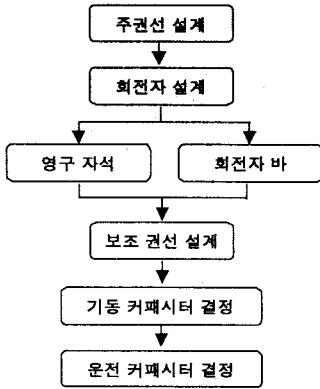 주권선 설계
회전자 설계
영구 자석
회전자 바
보조 권선 설계
기동 커패시터 결정
운전 커패시터 결정